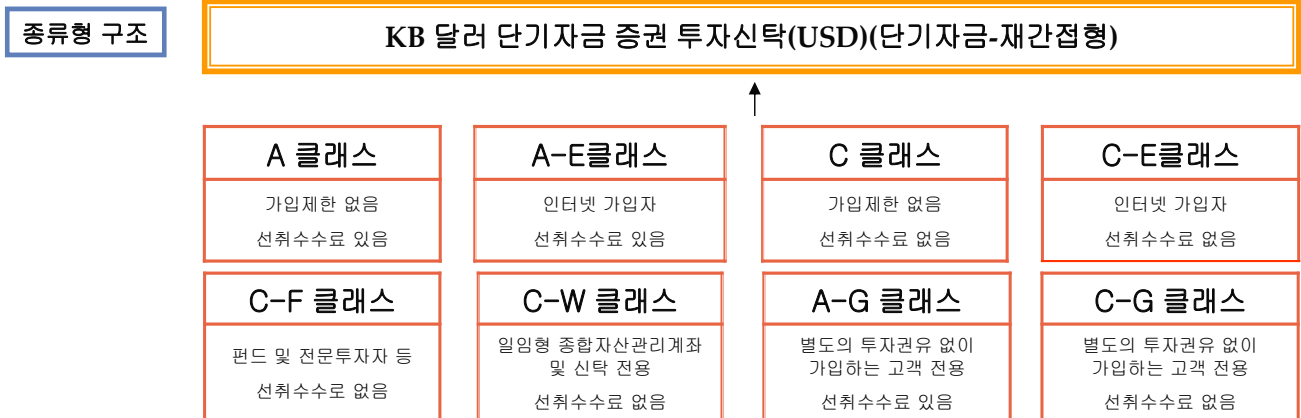 종류형 구조
KB 달러 단기자금 증권 투자신탁(USD)(단기자금-재간접형)
A 클래스
가입제한 없음
선취수수료 있음
A-E클래스
인터넷 가입자
선취수수료 있음
C 클래스
가입제한 없음
선취수수료 없음
C-E클래스
인터넷 가입자
선취수수료 없음
C-F 클래스
펀드 및 전문투자자 등
선취수수로 없음
C-W 클래스
일임형 종합자산관리계좌
및 신탁 전용
선취수수료 없음
A-G 클래스
별도의 투자권유 없이
가입하는 고객 전용
선취수수료 있음
C-G 클래스
별도의 투자권유 없이
가입하는 고객 전용
선취수수료 없음